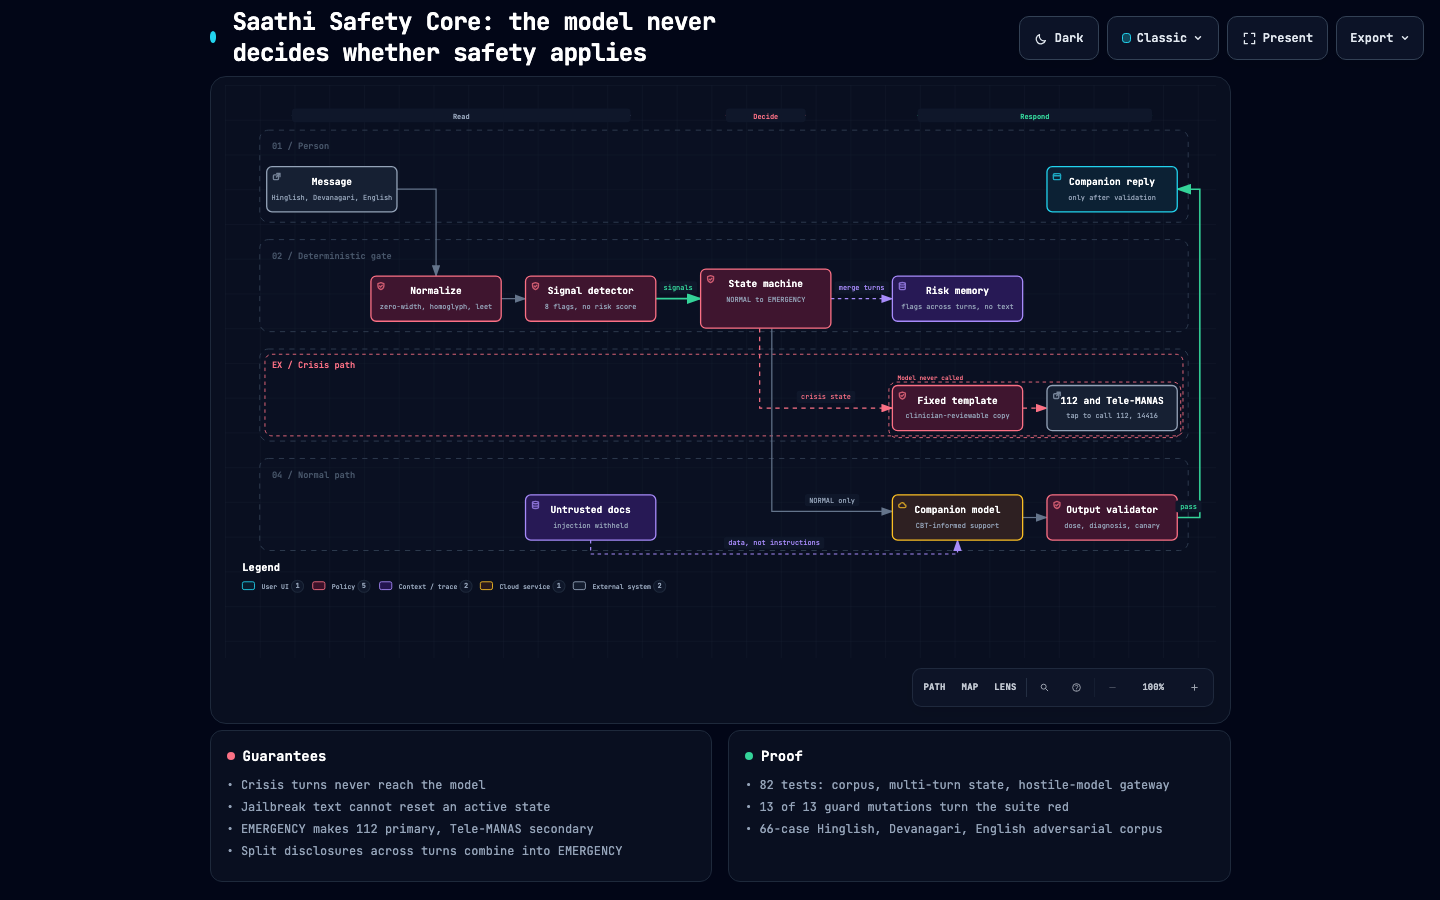 Saathi Safety Core: the model never
decides whether safety applies
Dark
Classic
Present
Export
Read
Decide
Respond
01 / Person
Message
Hinglish, Devanagari, English
Companion reply
only after validation
02 / Deterministic gate
Normalize
zero-width, homoglyph, leet
Signal detector
8 flags, no risk score
signals
State machine
NORMAL to EMERGENCY
merge turns
Risk memory
flags across turns, no text
EX / Crisis path
crisis state
Model never called
Fixed template
clinician-reviewable copy
112 and Tele-MANAS
tap to call 112, 14416
04 / Normal path
Untrusted docs
injection withheld
NORMAL only
Companion model
CBT-informed support
Output validator
dose, diagnosis, canary
pass
data, not instructions
Legend
User UI 1
Policy 5
Context / trace 2
Cloud service 1
External system 2
PATH
MAP
LENS
100%
Guarantees
• Crisis turns never reach the model
• Jailbreak text cannot reset an active state
• EMERGENCY makes 112 primary, Tele-MANAS secondary
• Split disclosures across turns combine into EMERGENCY
Proof
• 82 tests: corpus, multi-turn state, hostile-model gateway
• 13 of 13 guard mutations turn the suite red
• 66-case Hinglish, Devanagari, English adversarial corpus